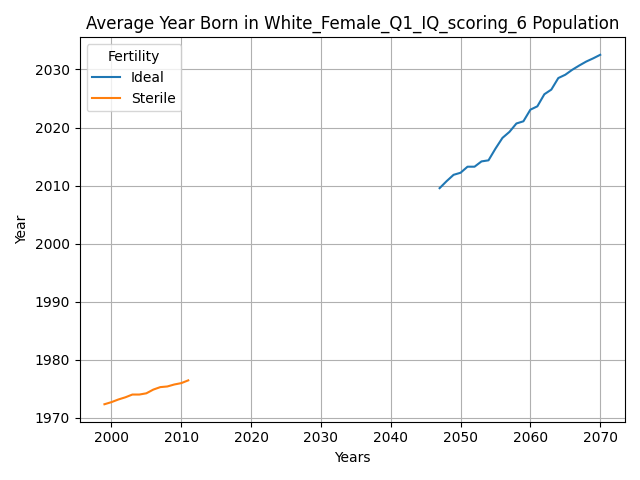 Average Year Born in White_Female_Q1_IQ_scoring_6 Population
Fertility
Ideal
Sterile
2030
2020
2010
2000
1990
1980
1970
Year
2000 2010 2020 2030 2040 2050 2060 2070
Years